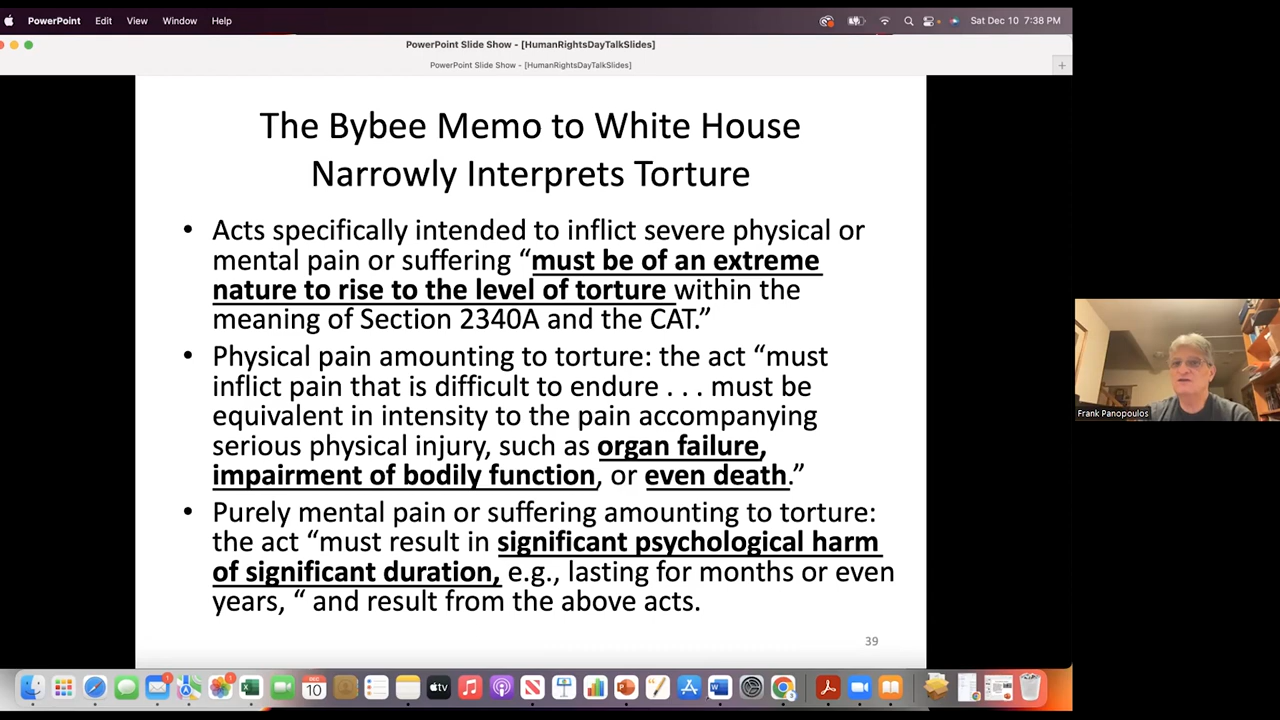 PowerPoint Edit View Window Help Sat Dec 10 7:38 PM
PowerPoint Slide Show - [HumanRightsDayTalkSlides]
PowerPoint Slide Show - [HumanRightsDayTalkSlides]
The Bybee Memo to White House
Narrowly Interprets Torture
• Acts specifically intended to inflict severe physical or
mental pain or suffering “must be of an extreme
nature to rise to the level of torture within the
meaning of Section 2340A and the CAT.”
• Physical pain amounting to torture: the act “must
inflict pain that is difficult to endure . . . must be
equivalent in intensity to the pain accompanying
serious physical injury, such as organ failure,
impairment of bodily function, or even death.”
• Purely mental pain or suffering amounting to torture:
the act “must result in significant psychological harm
of significant duration, e.g., lasting for months or even
years, “ and result from the above acts.
39
Frank Panopoulos
DEC
10
tv